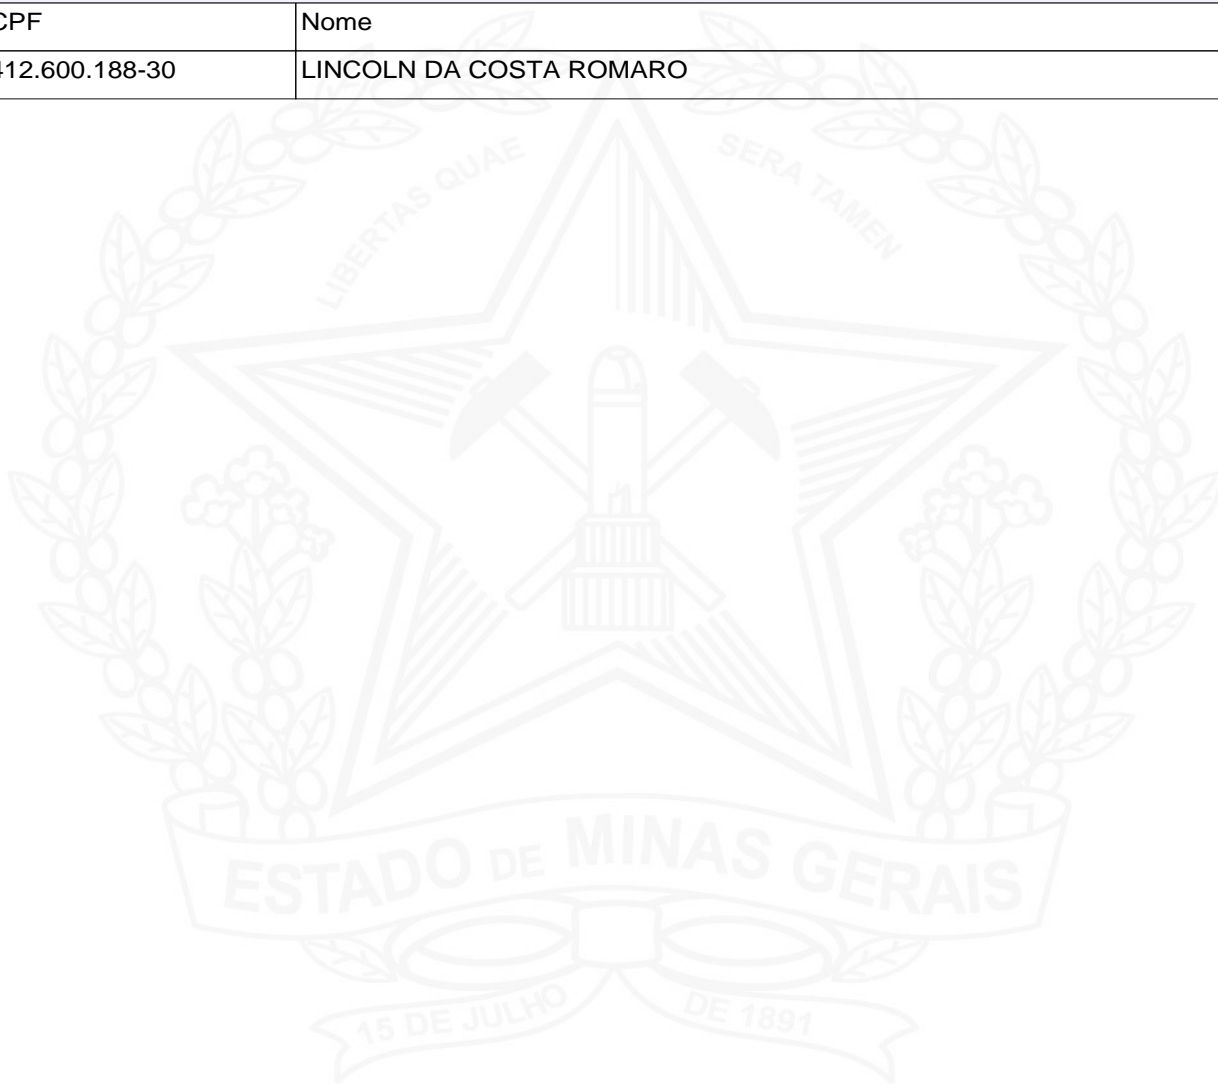 CPF Nome
412.600.188-30 LINCOLN DA COSTA ROMARO
LIBERTAS QUAE SERA TAMEN
ESTADO DE MINAS GERAIS
15 DE JULHO DE 1891